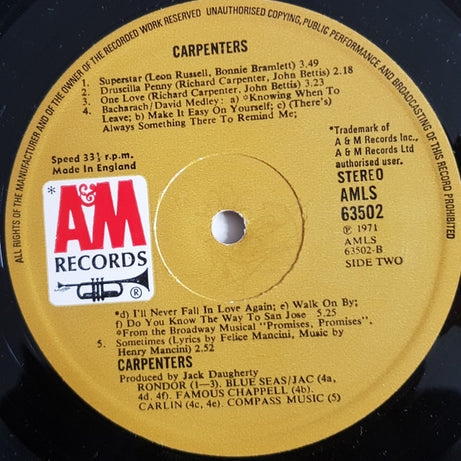 ALL RIGHTS OF THE MANUFACTURER AND OF THE OWNER OF THE RECORDED WORK RESERVED UNAUTHORISED COPYING, PUBLIC PERFORMANCE AND BROADCASTING OF THIS RECORD PROHIBITED
CARPENTERS
1. Superstar (Leon Russell, Bonnie Bramlett) 3.49
2. Druscilla Penny (Richard Carpenter, John Bettis) 2.18
3. One Love (Richard Carpenter, John Bettis) 3.23
4. Bacharach/David Medley: a) °Knowing When To
Leave; b) Make It Easy On Yourself; c) (There's)
Always Something There To Remind Me;
Speed 33⅓ r.p.m.
Made in England
*Trademark of
A & M Records Inc.,
A & M Records Ltd
authorised user.
STEREO
AMLS
63502
℗ 1971
AMLS
63502-B
SIDE TWO
*
A&M
RECORDS
®
°d) I'll Never Fall In Love Again; e) Walk On By;
f) Do You Know The Way To San Jose 5.25
°From the Broadway Musical "Promises, Promises".
5. Sometimes (Lyrics by Felice Mancini, Music by
Henry Mancini) 2.52
CARPENTERS
Produced by Jack Daugherty
RONDOR (1—3). BLUE SEAS/JAC (4a,
4d, 4f). FAMOUS CHAPPELL (4b).
CARLIN (4c, 4e). COMPASS MUSIC (5)